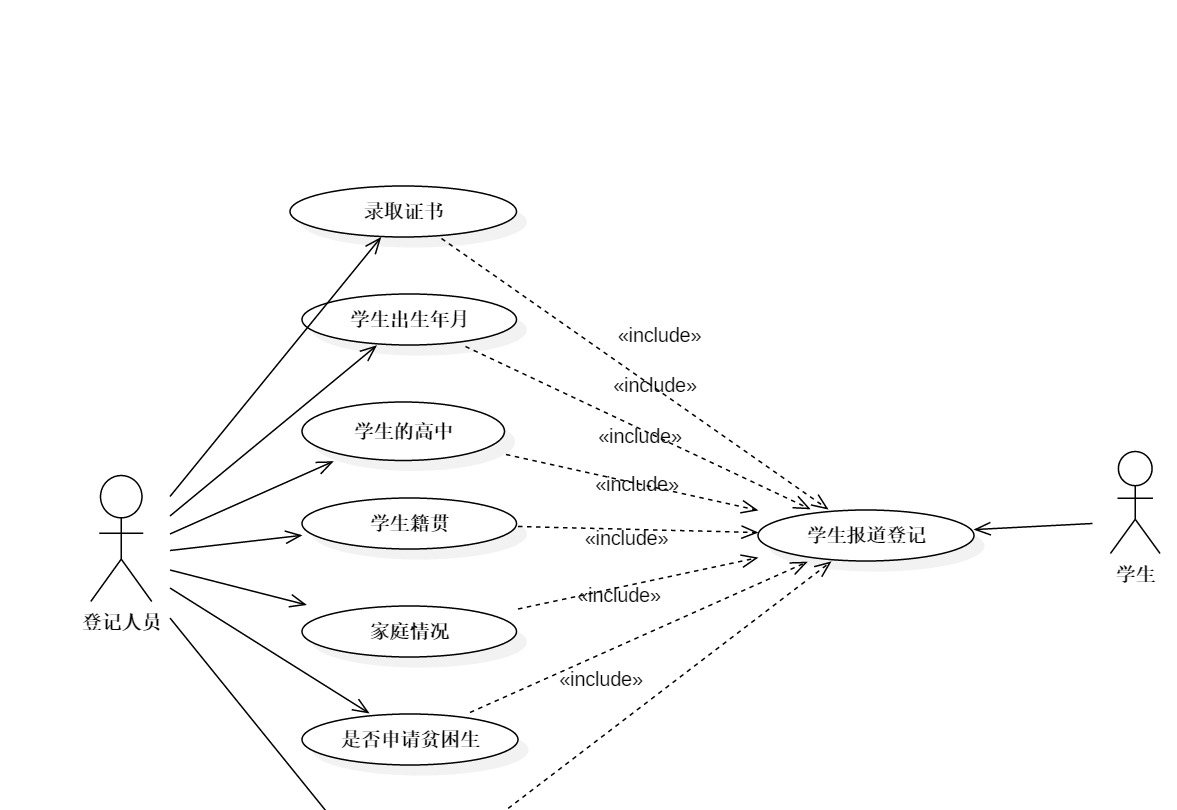 录取证书
学生出生年月
«include»
«include»
学生的高中
«include»
«include»
学生籍贯
学生报道登记
«include»
学生
«include»
登记人员
家庭情况
«include»
是否申请贫困生